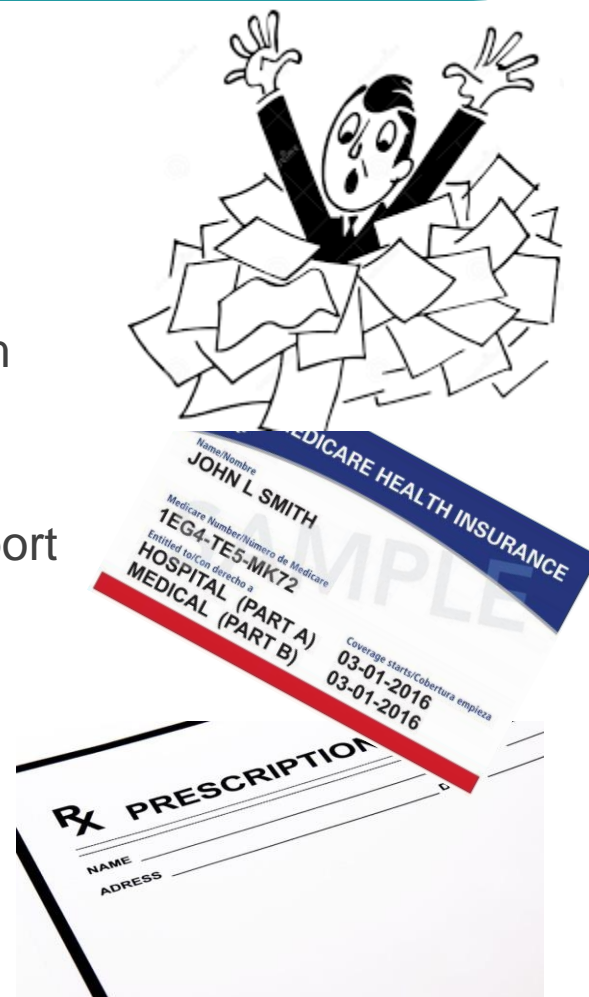 MEDICARE HEALTH INSURANCE
Name/Nombre
JOHN L SMITH
Medicare Number/Número de Medicare
1EG4-TE5-MK72
Entitled to/Con derecho a
HOSPITAL (PART A)
MEDICAL (PART B)
Coverage starts/Cobertura empieza
03-01-2016
03-01-2016
SAMPLE
Rx PRESCRIPTION
NAME
ADRESS